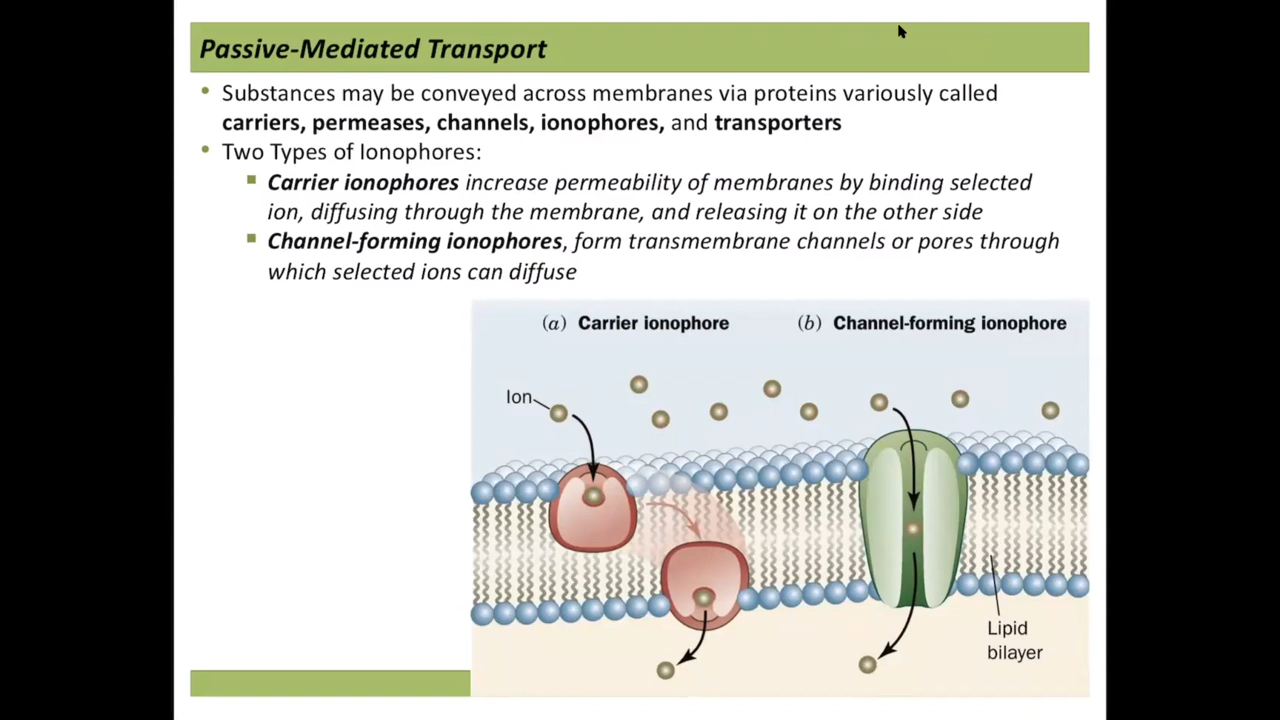 Passive-Mediated Transport
• Substances may be conveyed across membranes via proteins variously called
carriers, permeases, channels, ionophores, and transporters
• Two Types of Ionophores:
▪ Carrier ionophores increase permeability of membranes by binding selected
ion, diffusing through the membrane, and releasing it on the other side
▪ Channel-forming ionophores, form transmembrane channels or pores through
which selected ions can diffuse
(a) Carrier ionophore
(b) Channel-forming ionophore
Ion
Lipid
bilayer